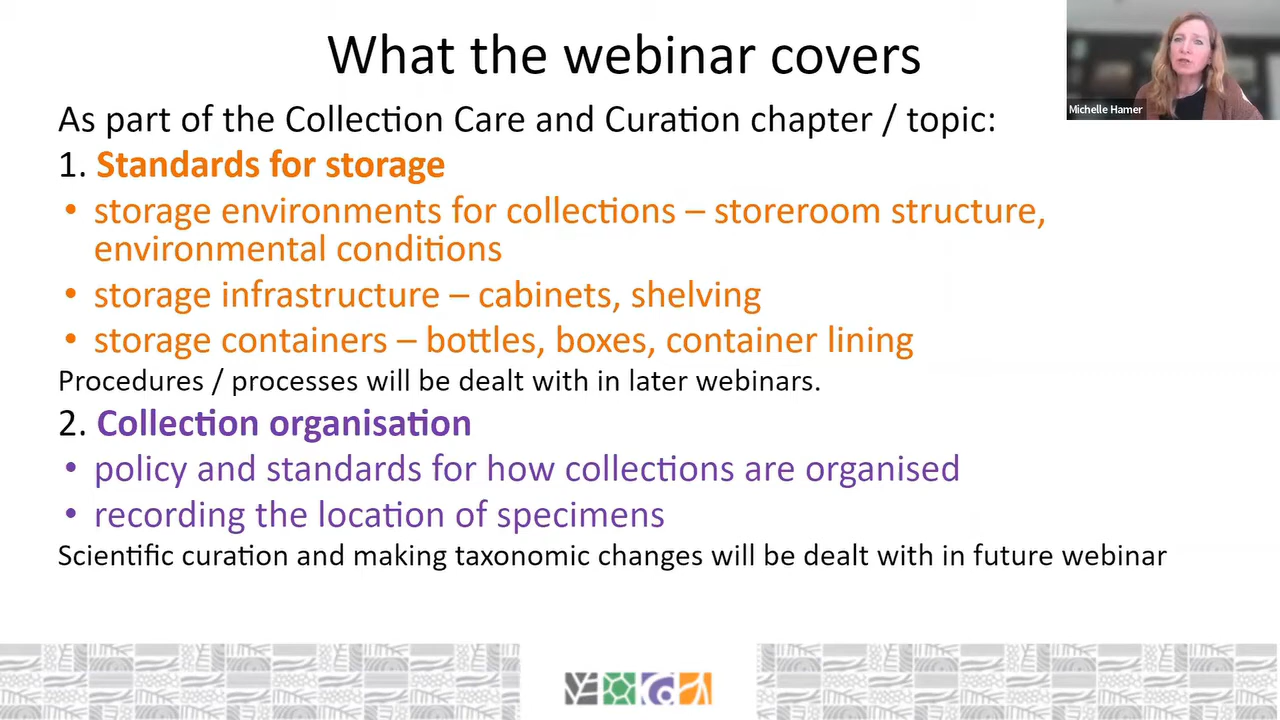 What the webinar covers
Michelle Hamer
As part of the Collection Care and Curation chapter / topic:
1. Standards for storage
• storage environments for collections – storeroom structure,
environmental conditions
• storage infrastructure – cabinets, shelving
• storage containers – bottles, boxes, container lining
Procedures / processes will be dealt with in later webinars.
2. Collection organisation
• policy and standards for how collections are organised
• recording the location of specimens
Scientific curation and making taxonomic changes will be dealt with in future webinar